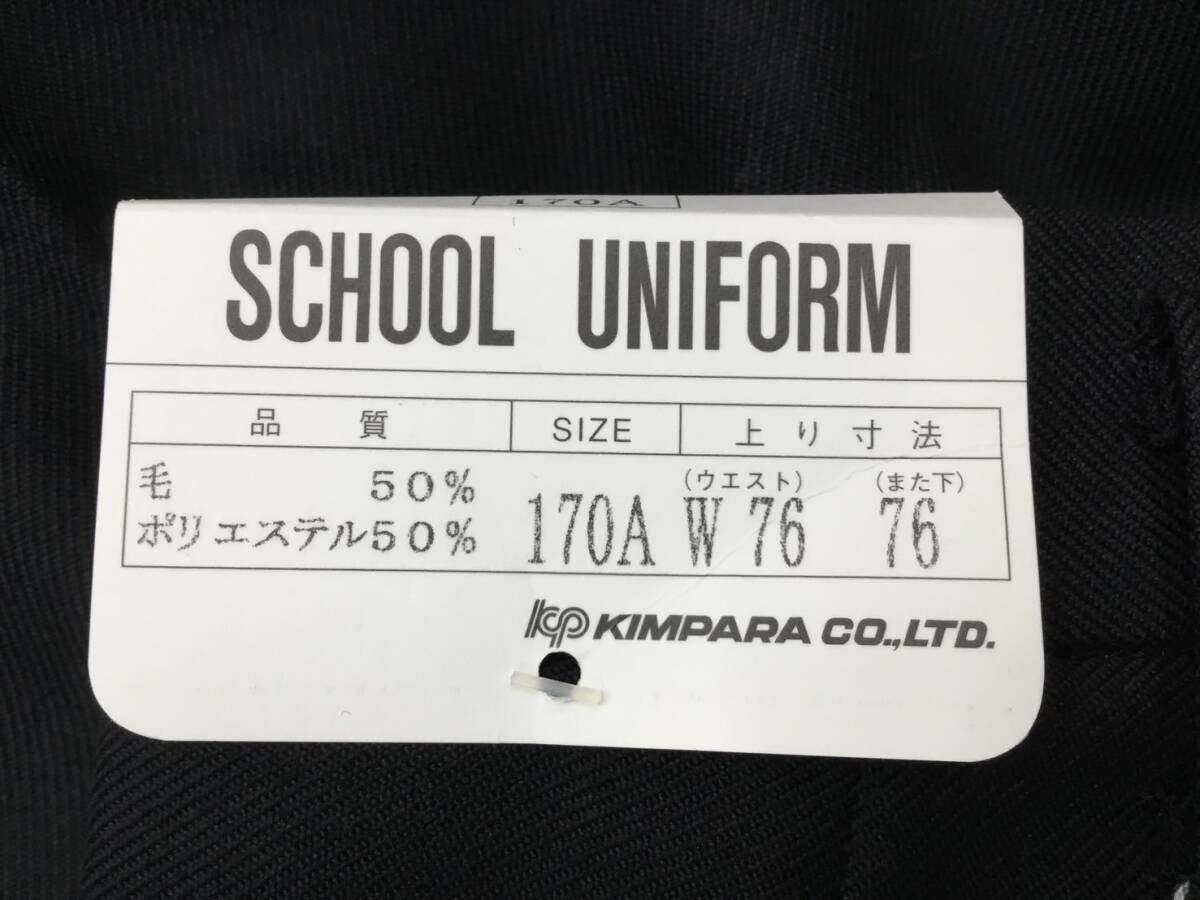 170A
SCHOOL UNIFORM
品質 SIZE 上り寸法
(ウエスト) (また下)
毛 50% 170A W 76 76
ポリエステル50%
kp KIMPARA CO.,LTD.